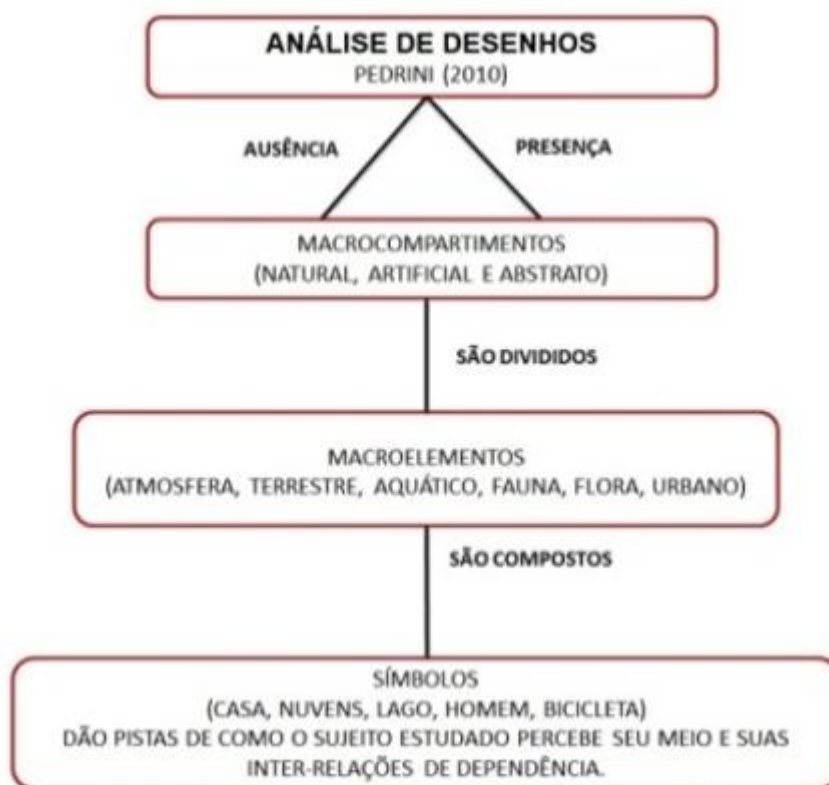 ANÁLISE DE DESENHOS
PEDRINI (2010)
AUSÊNCIA
PRESENÇA
MACROCOMPARTIMENTOS
(NATURAL, ARTIFICIAL E ABSTRATO)
SÃO DIVIDIDOS
MACROELEMENTOS
(ATMOSFERA, TERRESTRE, AQUÁTICO, FAUNA, FLORA, URBANO)
SÃO COMPOSTOS
SÍMBOLOS
(CASA, NUVENS, LAGO, HOMEM, BICICLETA)
DÃO PISTAS DE COMO O SUJEITO ESTUDADO PERCEBE SEU MEIO E SUAS
INTER-RELAÇÕES DE DEPENDÊNCIA.